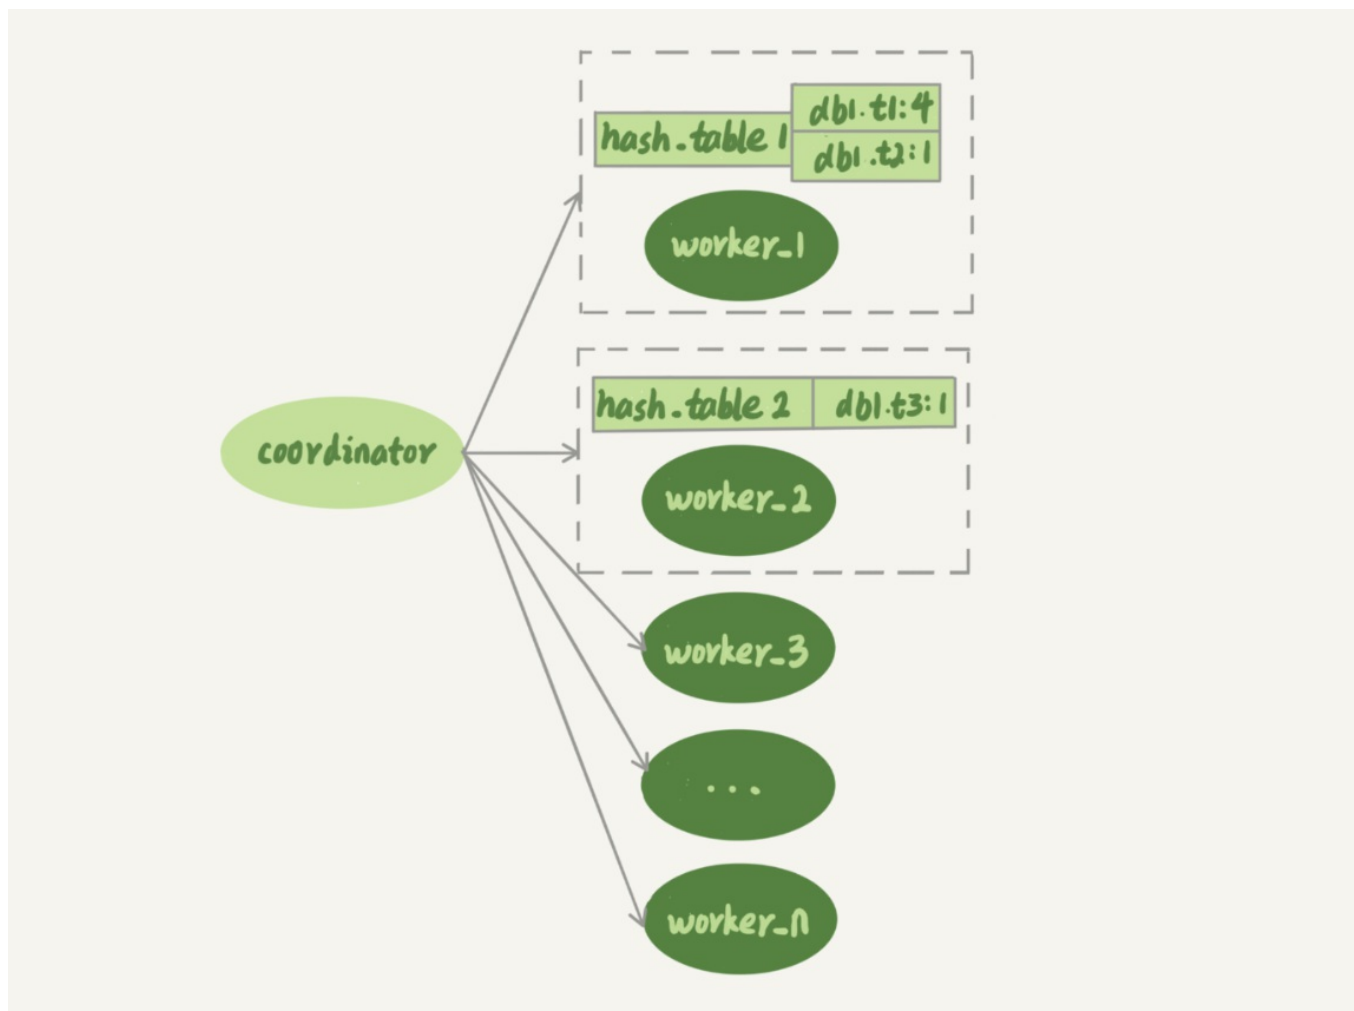 db1.t1:4
hash_table 1
db1.t2:1
worker_1
hash_table 2
db1.t3:1
coordinator
worker_2
worker_3
...
worker_n